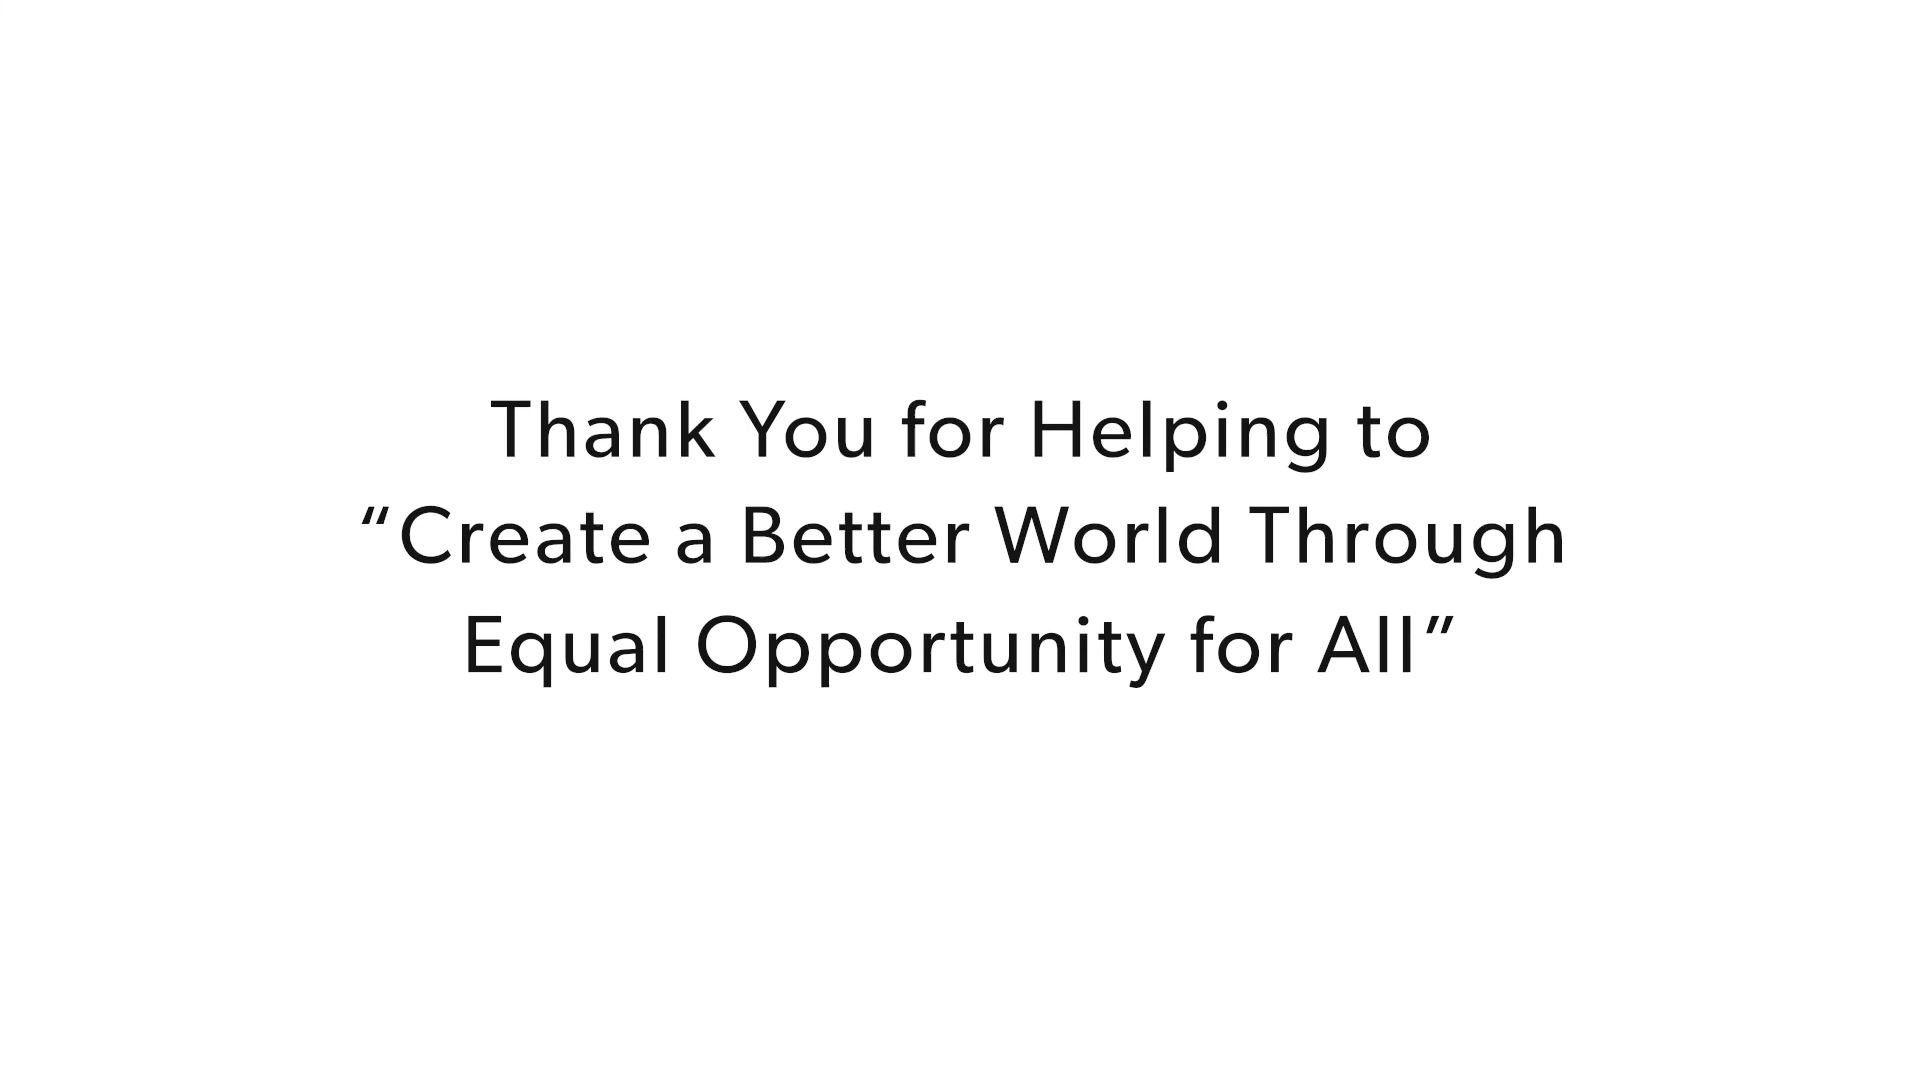 Thank You for Helping to
“Create a Better World Through
Equal Opportunity for All”